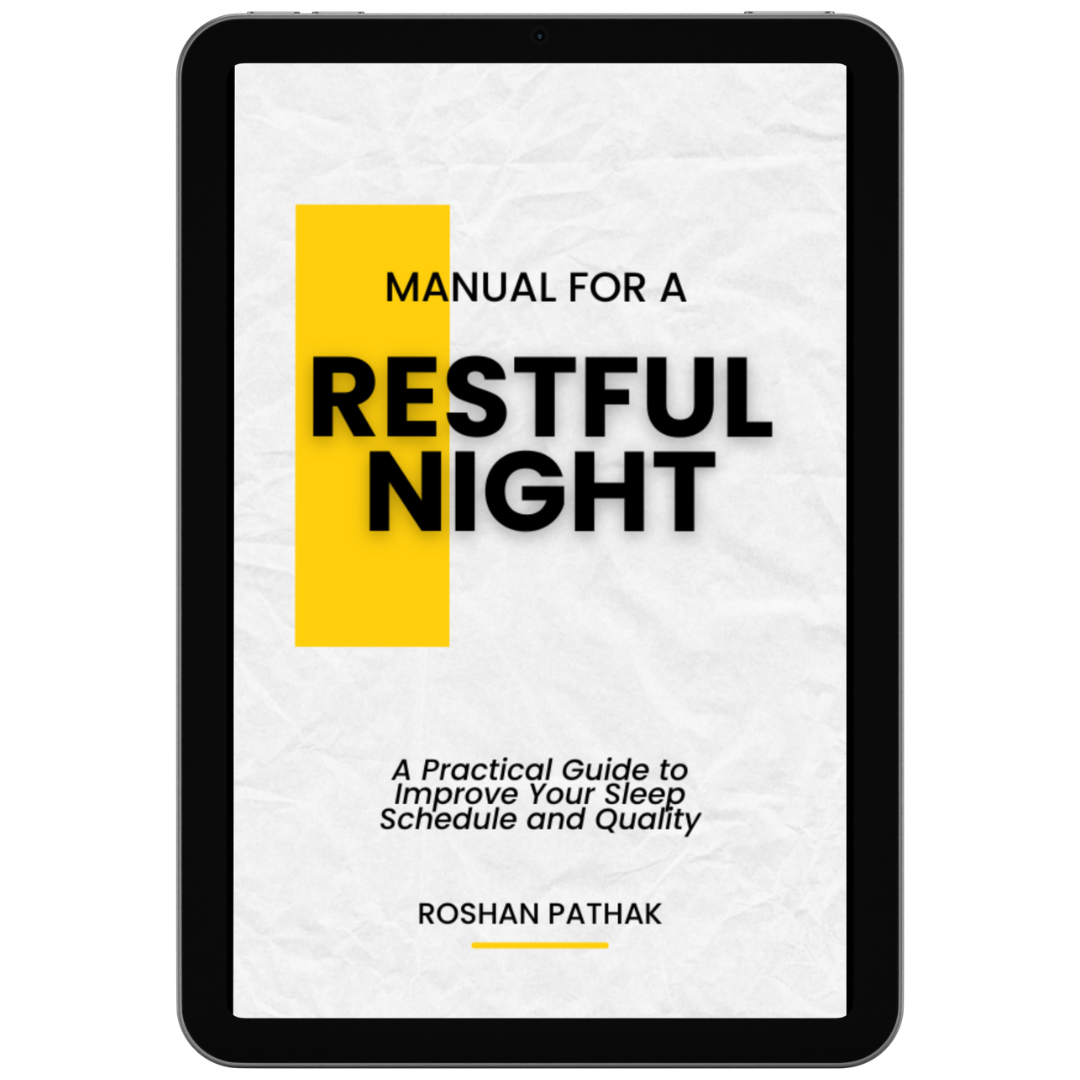 MANUAL FOR A
RESTFUL
NIGHT
A Practical Guide to
Improve Your Sleep
Schedule and Quality
ROSHAN PATHAK